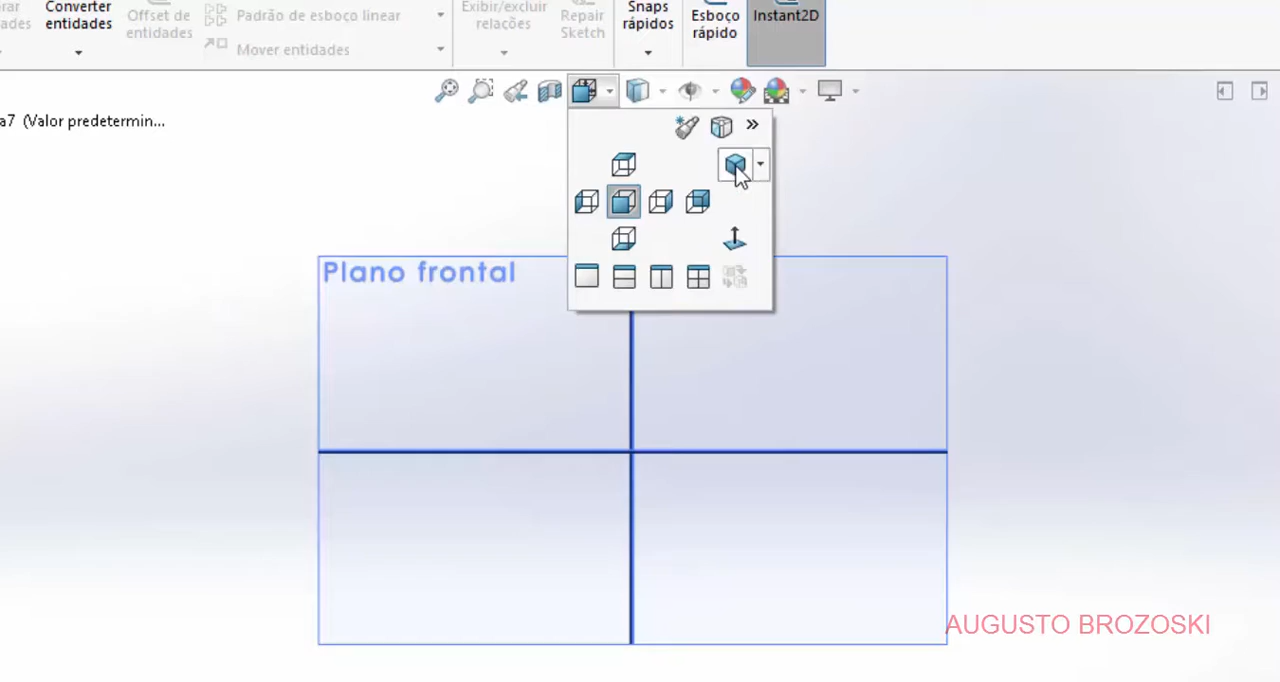 Converter
entidades
Offset de
entidades
Padrão de esboço linear
Mover entidades
Exibir/excluir
relações
Repair
Sketch
Snaps
rápidos
Esboço
rápido
Instant2D
a7 (Valor predetermin...
Plano frontal
AUGUSTO BROZOSKI